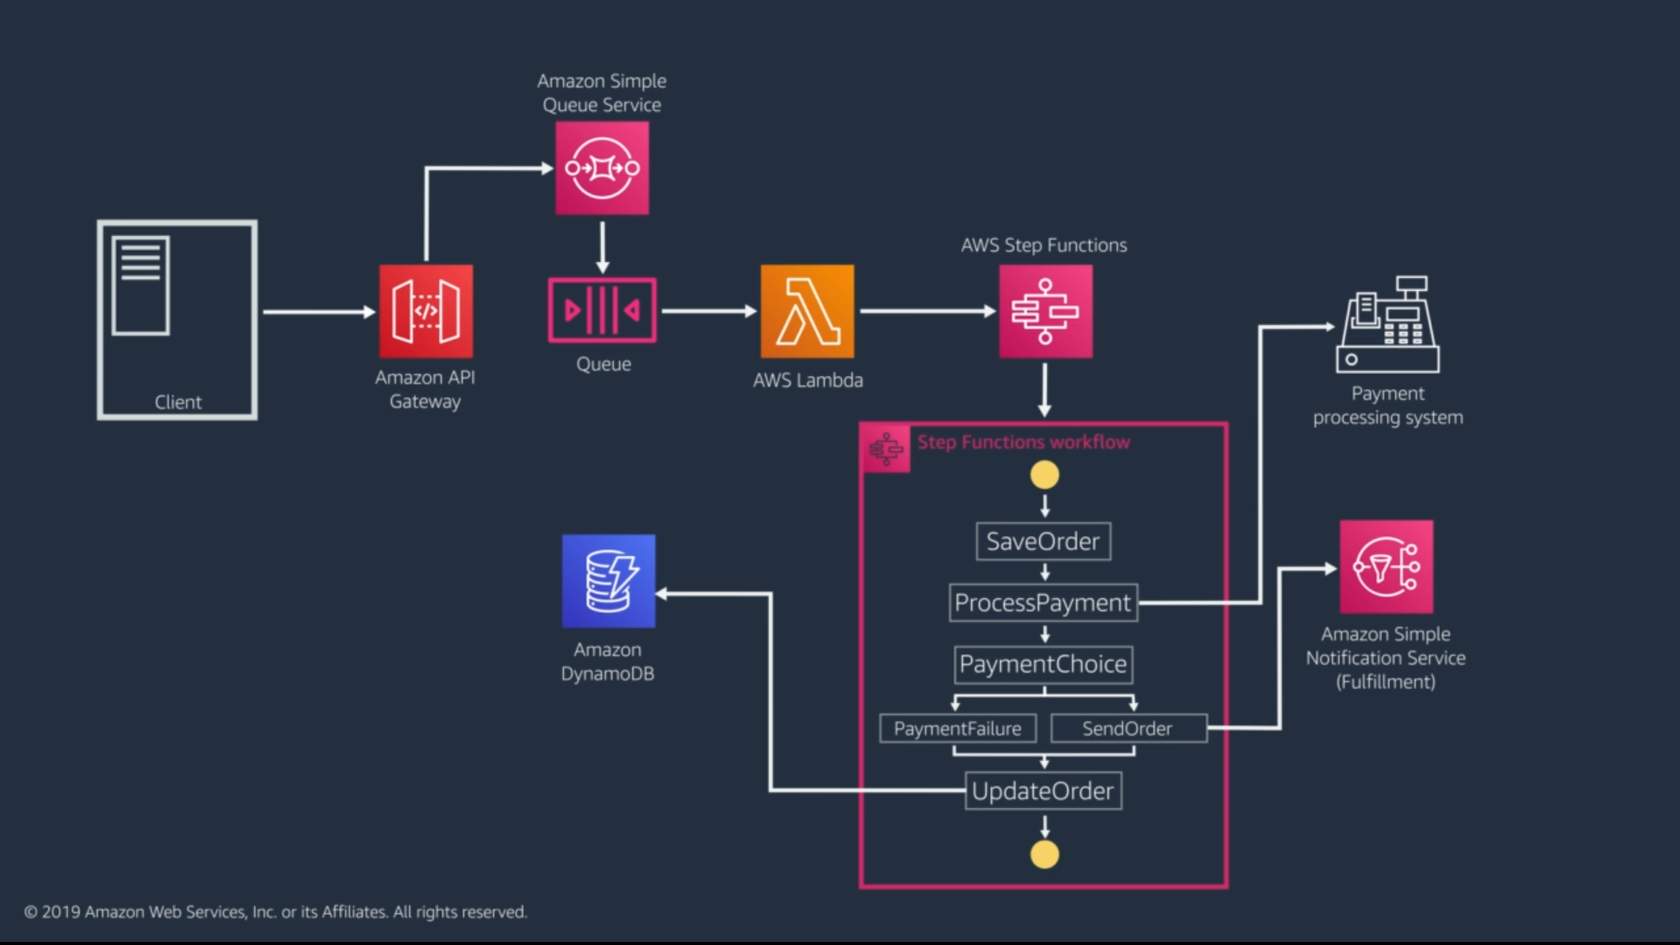 Amazon Simple
Queue Service
AWS Step Functions
Client
Amazon API
Gateway
Queue
AWS Lambda
Payment
processing system
Step Functions workflow
SaveOrder
ProcessPayment
PaymentChoice
PaymentFailure
SendOrder
UpdateOrder
Amazon
DynamoDB
Amazon Simple
Notification Service
(Fulfillment)
© 2019 Amazon Web Services, Inc. or its Affiliates. All rights reserved.